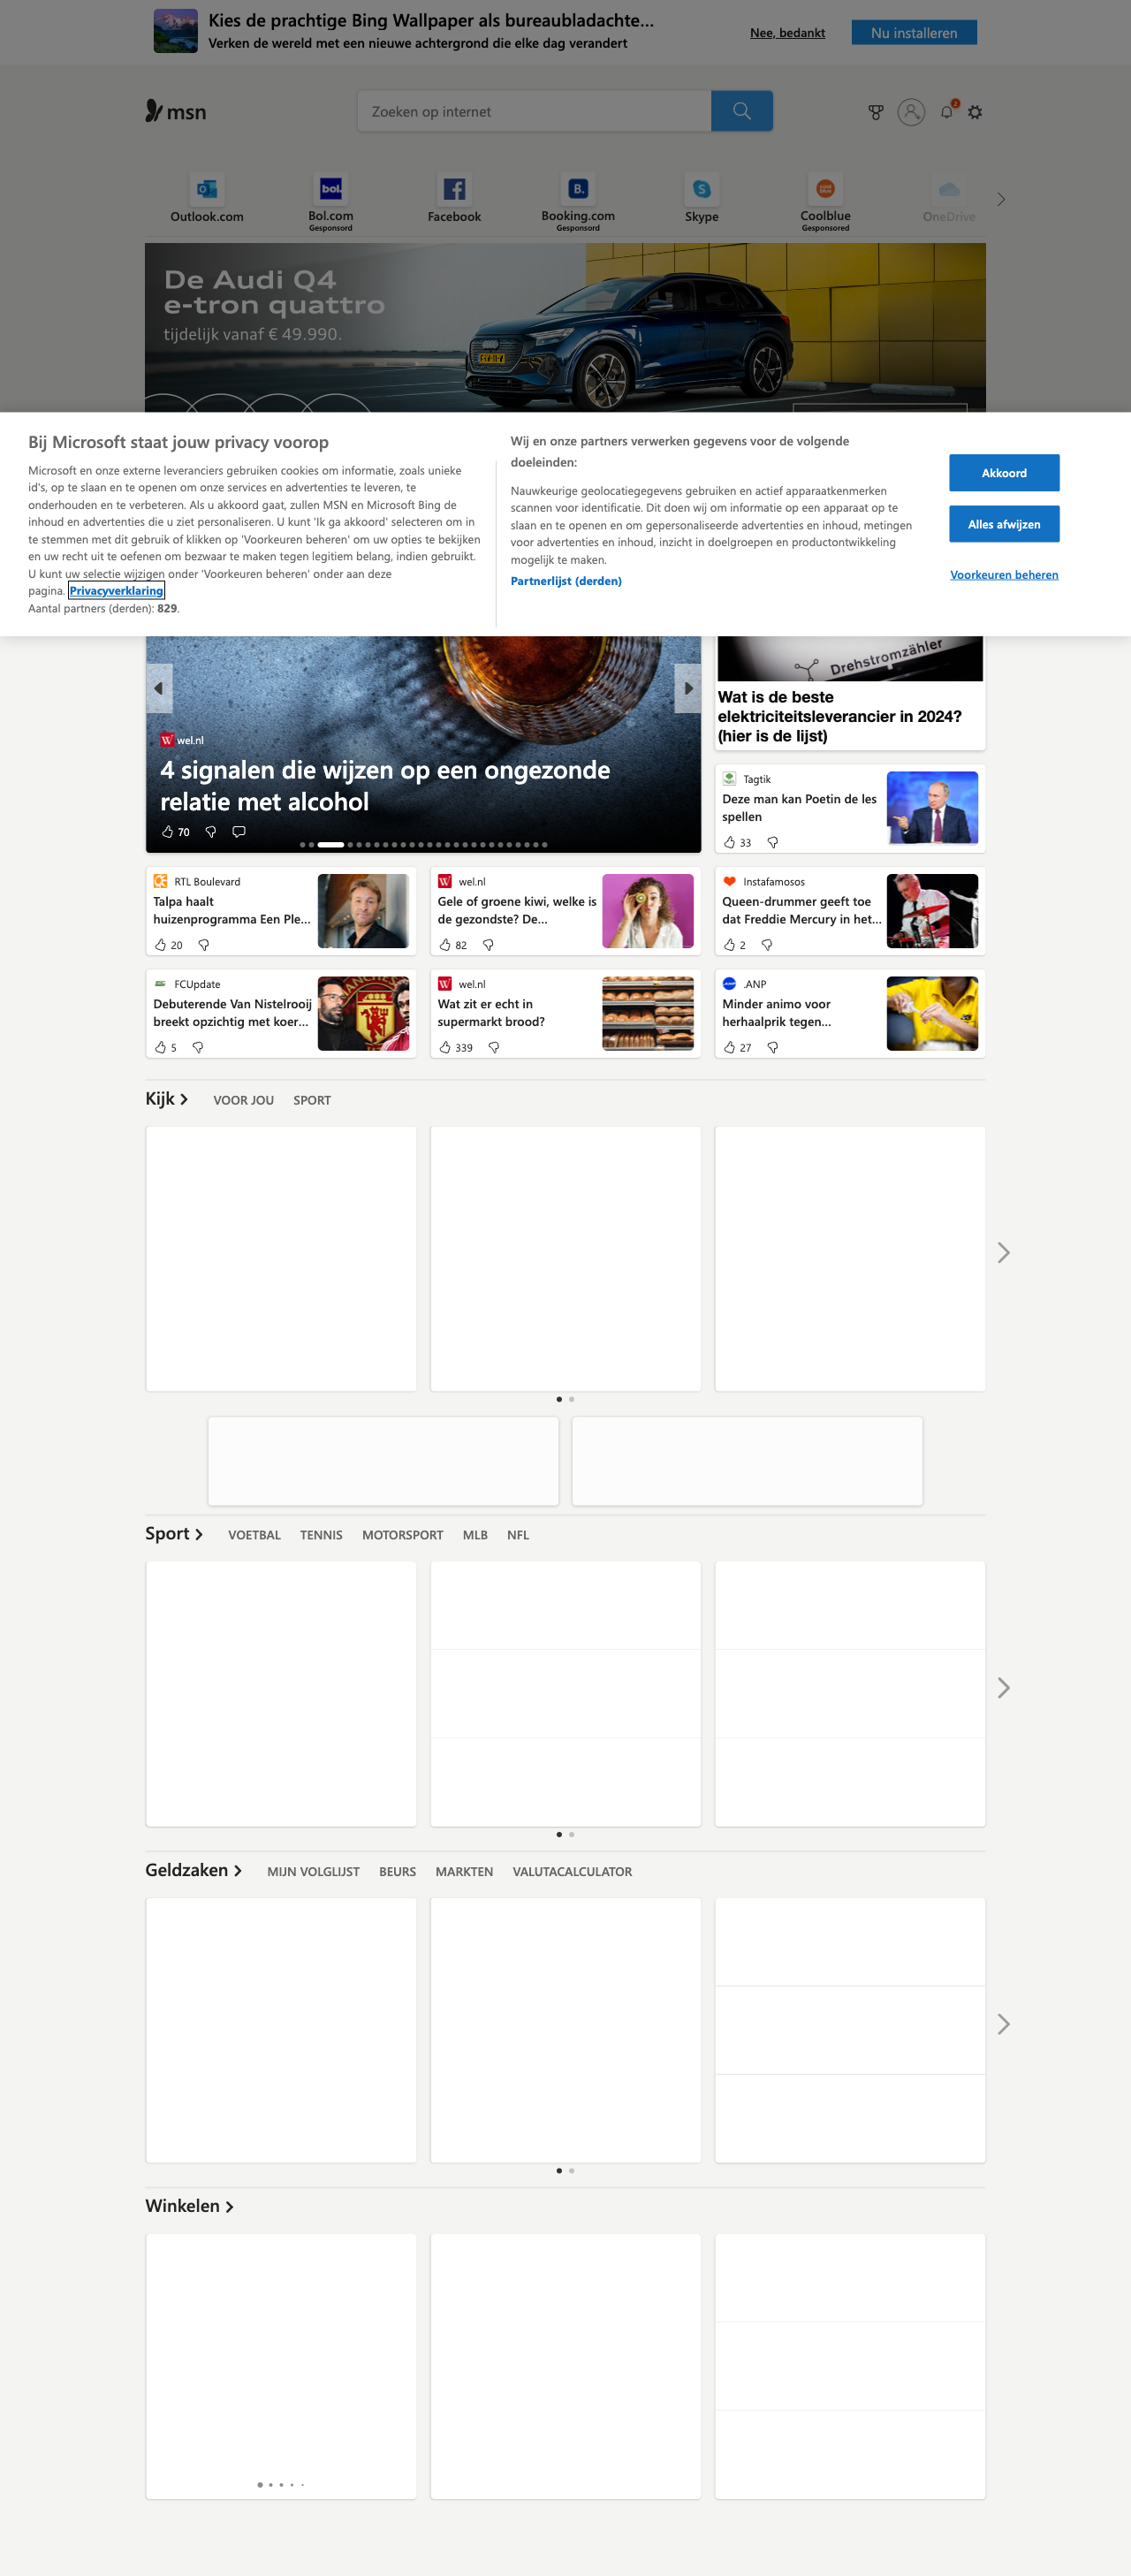 Kies de prachtige Bing Wallpaper als bureaubladachte...
Verken de wereld met een nieuwe achtergrond die elke dag verandert
Nee, bedankt
Nu installeren
msn
Zoeken op internet
2
Outlook.com
bol.
Bol.com
Gesponsord
Facebook
B.
Booking.com
Gesponsord
Skype
Coolblue
Gesponsored
OneDrive
De Audi Q4
e-tron quattro
tijdelijk vanaf € 49.990.
Bij Microsoft staat jouw privacy voorop
Microsoft en onze externe leveranciers gebruiken cookies om informatie, zoals unieke
id's, op te slaan en te openen om onze services en advertenties te leveren, te
onderhouden en te verbeteren. Als u akkoord gaat, zullen MSN en Microsoft Bing de
inhoud en advertenties die u ziet personaliseren. U kunt 'Ik ga akkoord' selecteren om in
te stemmen met dit gebruik of klikken op 'Voorkeuren beheren' om uw opties te bekijken
en uw recht uit te oefenen om bezwaar te maken tegen legitiem belang, indien gebruikt.
U kunt uw selectie wijzigen onder 'Voorkeuren beheren' onder aan deze
pagina. Privacyverklaring
Aantal partners (derden): 829.
Wij en onze partners verwerken gegevens voor de volgende
doeleinden:
Nauwkeurige geolocatiegegevens gebruiken en actief apparaatkenmerken
scannen voor identificatie. Dit doen wij om informatie op een apparaat op te
slaan en te openen en om gepersonaliseerde advertenties en inhoud, metingen
voor advertenties en inhoud, inzicht in doelgroepen en productontwikkeling
mogelijk te maken.
Partnerlijst (derden)
Akkoord
Alles afwijzen
Voorkeuren beheren
wel.nl
4 signalen die wijzen op een ongezonde
relatie met alcohol
70
Drehstromzähler
Wat is de beste
elektriciteitsleverancier in 2024?
(hier is de lijst)
Tagtik
Deze man kan Poetin de les
spellen
33
RTL Boulevard
Talpa haalt
huizenprogramma Een Ple...
20
wel.nl
Gele of groene kiwi, welke is
de gezondste? De...
82
Instafamosos
Queen-drummer geeft toe
dat Freddie Mercury in het...
2
FCUpdate
Debuterende Van Nistelrooij
breekt opzichtig met koer...
5
wel.nl
Wat zit er echt in
supermarkt brood?
339
.ANP
Minder animo voor
herhaalprik tegen...
27
Kijk
VOOR JOU
SPORT
Sport
VOETBAL
TENNIS
MOTORSPORT
MLB
NFL
Geldzaken
MIJN VOLGLIJST
BEURS
MARKTEN
VALUTACALCULATOR
Winkelen